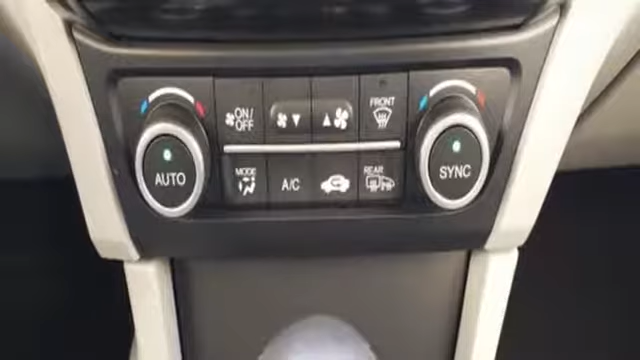 ON/
OFF
FRONT
AUTO
MODE
A/C
REAR
SYNC